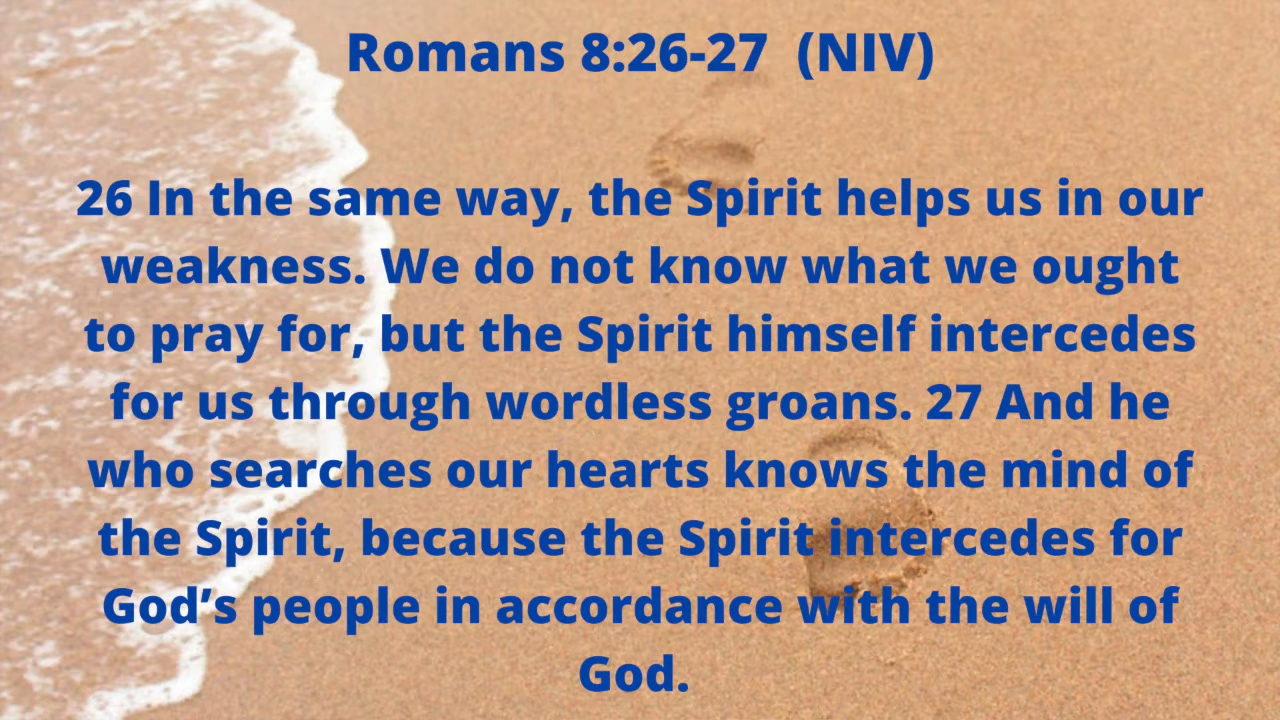 Romans 8:26-27  (NIV)
26 In the same way, the Spirit helps us in our
weakness. We do not know what we ought
to pray for, but the Spirit himself intercedes
for us through wordless groans. 27 And he
who searches our hearts knows the mind of
the Spirit, because the Spirit intercedes for
God’s people in accordance with the will of
God.